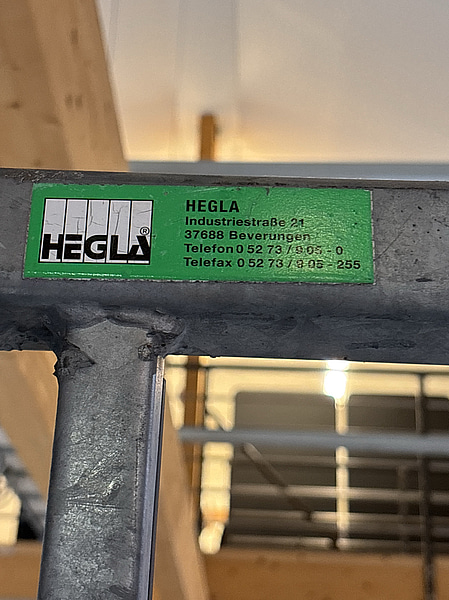 HEGLA®
HEGLA
Industriestraße 21
37688 Beverungen
Telefon 0 52 73 / 9 05 - 0
Telefax 0 52 73 / 9 05 - 255